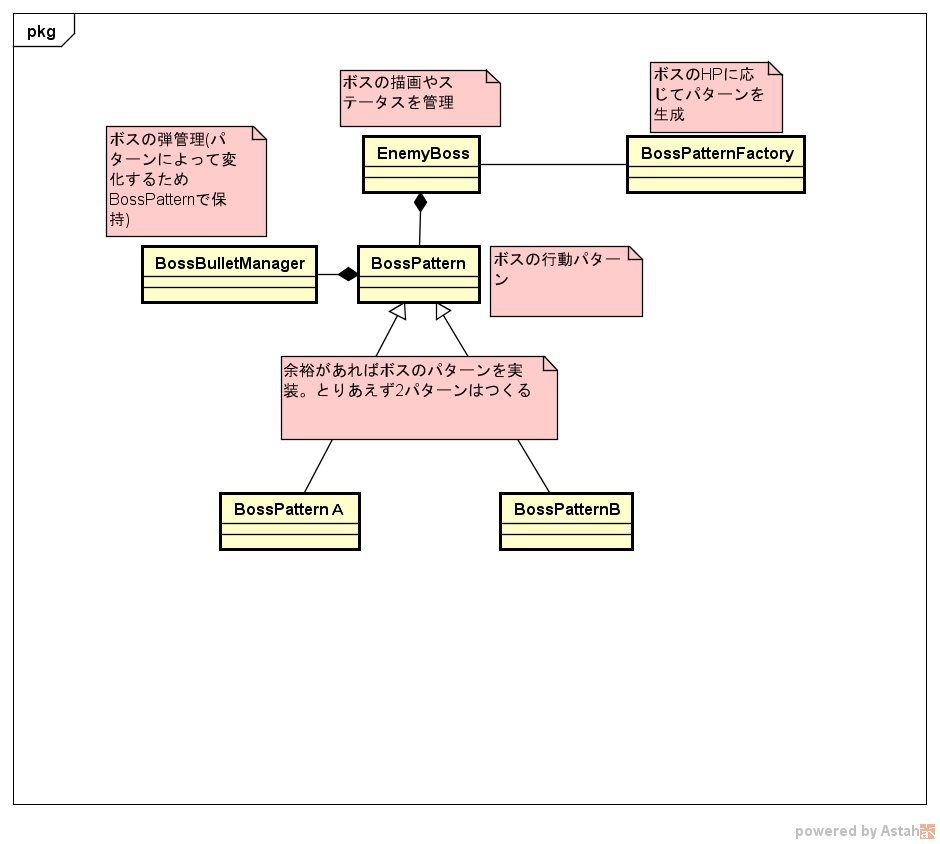 pkg
ボスの描画やス
テータスを管理
ボスのHPに応
じてパターンを
生成
ボスの弾管理(パ
ターンによって変
化するため
BossPatternで保
持)
EnemyBoss
BossPatternFactory
BossBulletManager
BossPattern
ボスの行動パター
ン
余裕があればボスのパターンを実
装。とりあえず2パターンはつくる
BossPatternＡ
BossPatternB
powered by Astah